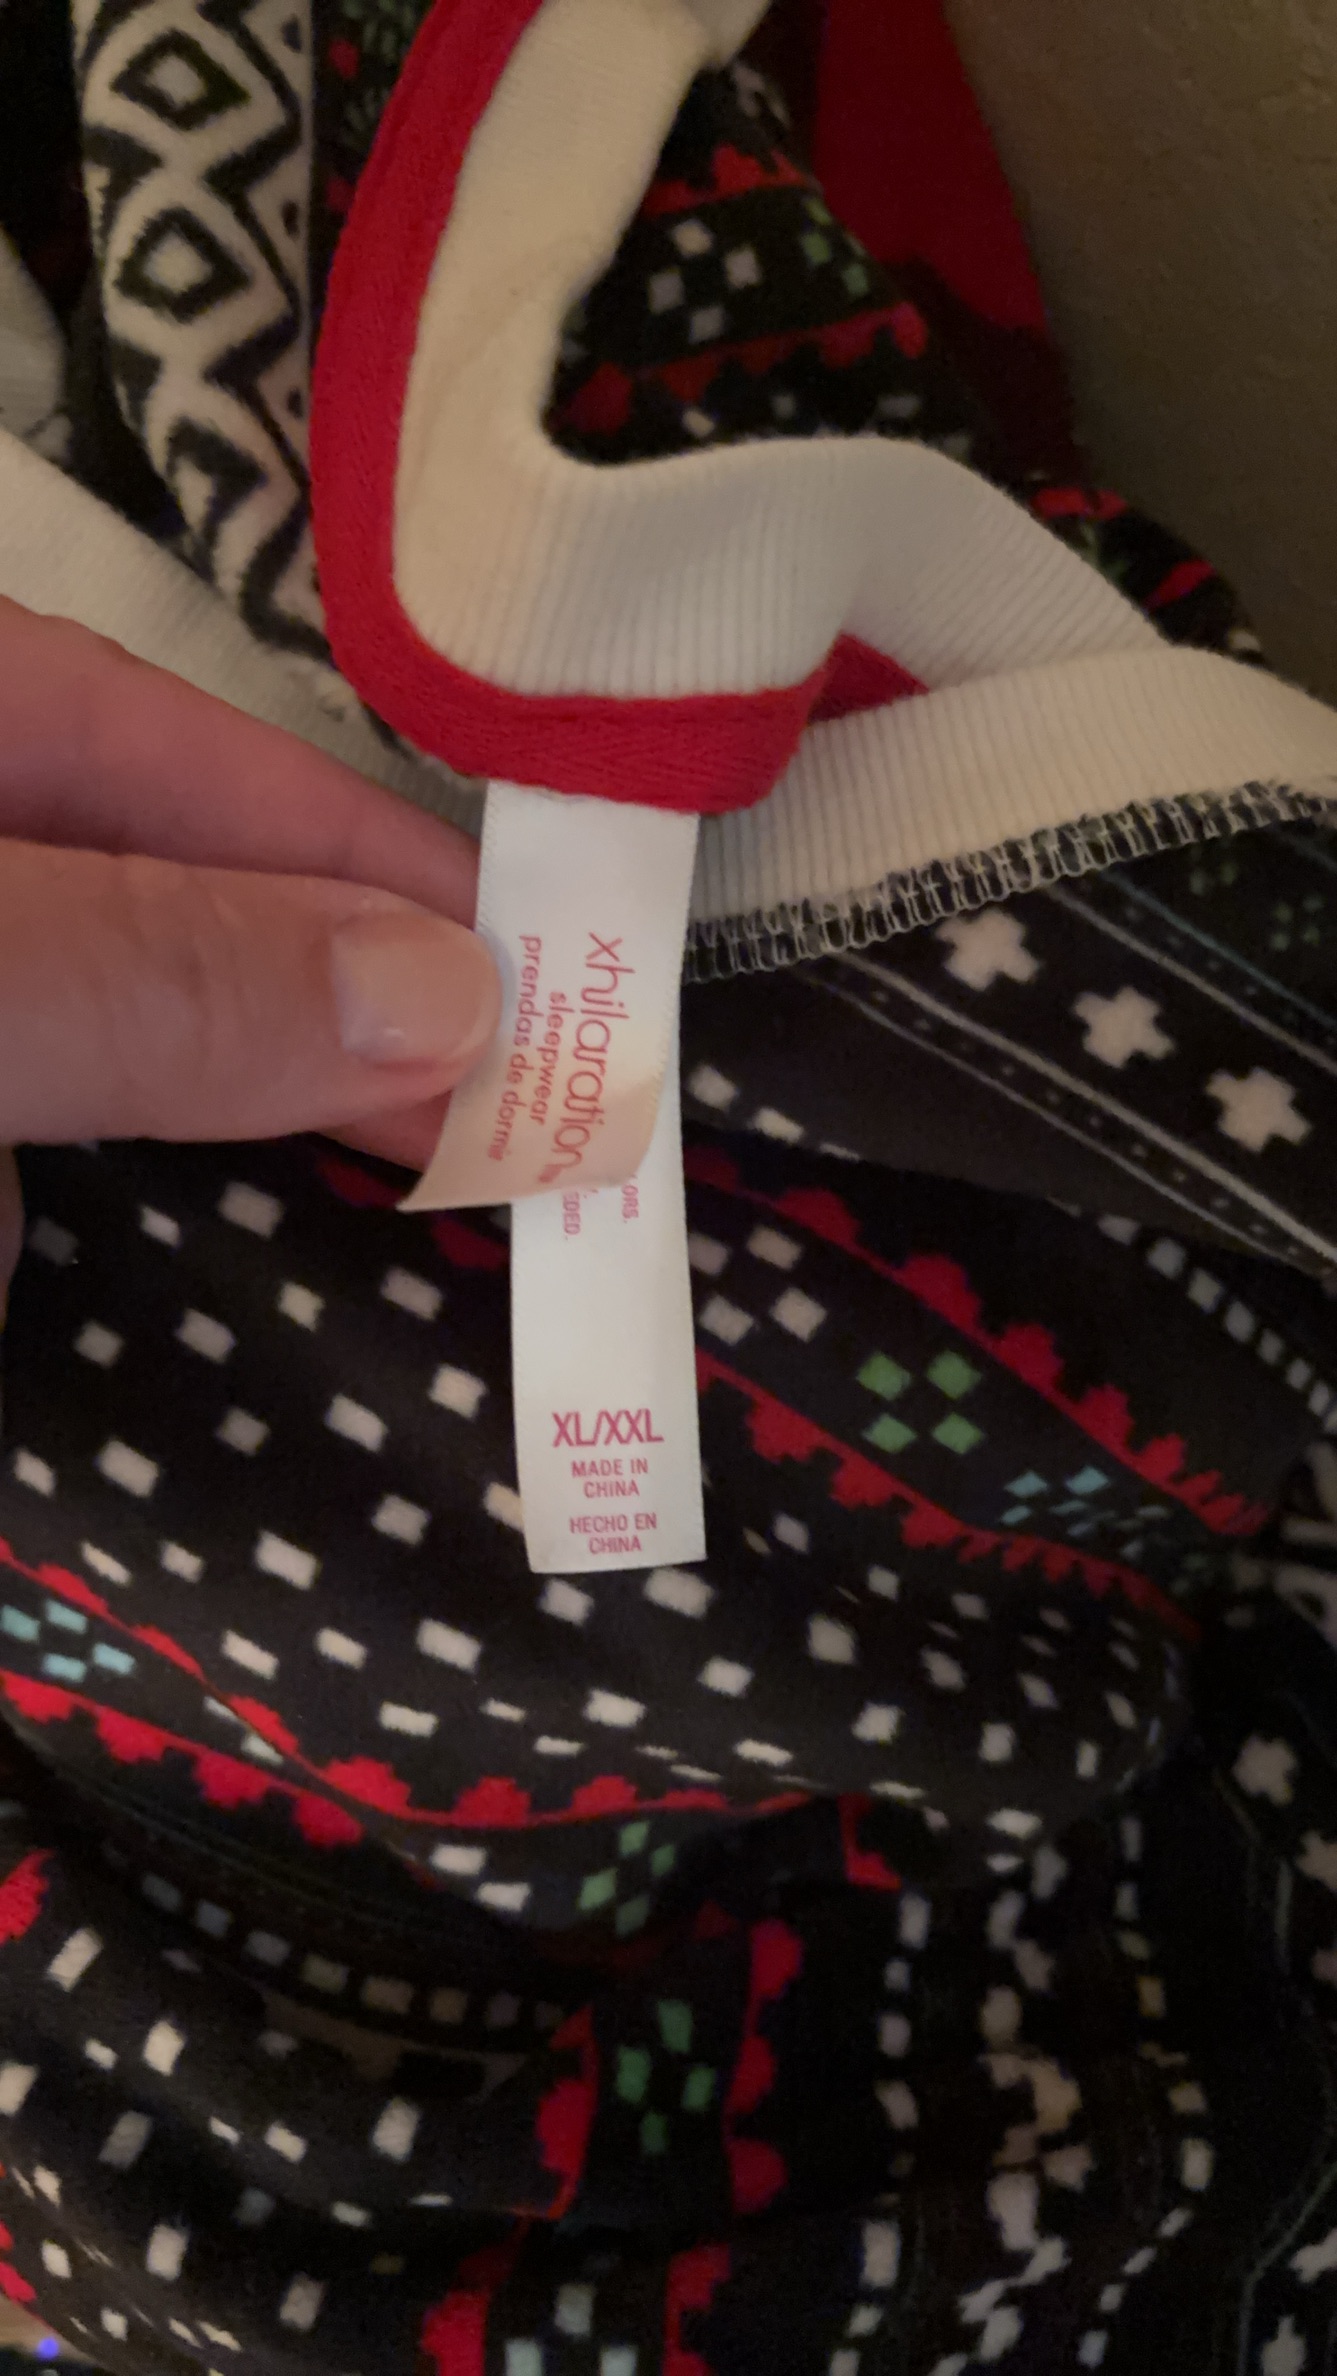 xhilaration
sleepwear
prendas de dormir
XL/XXL
MADE IN
CHINA
HECHO EN
CHINA